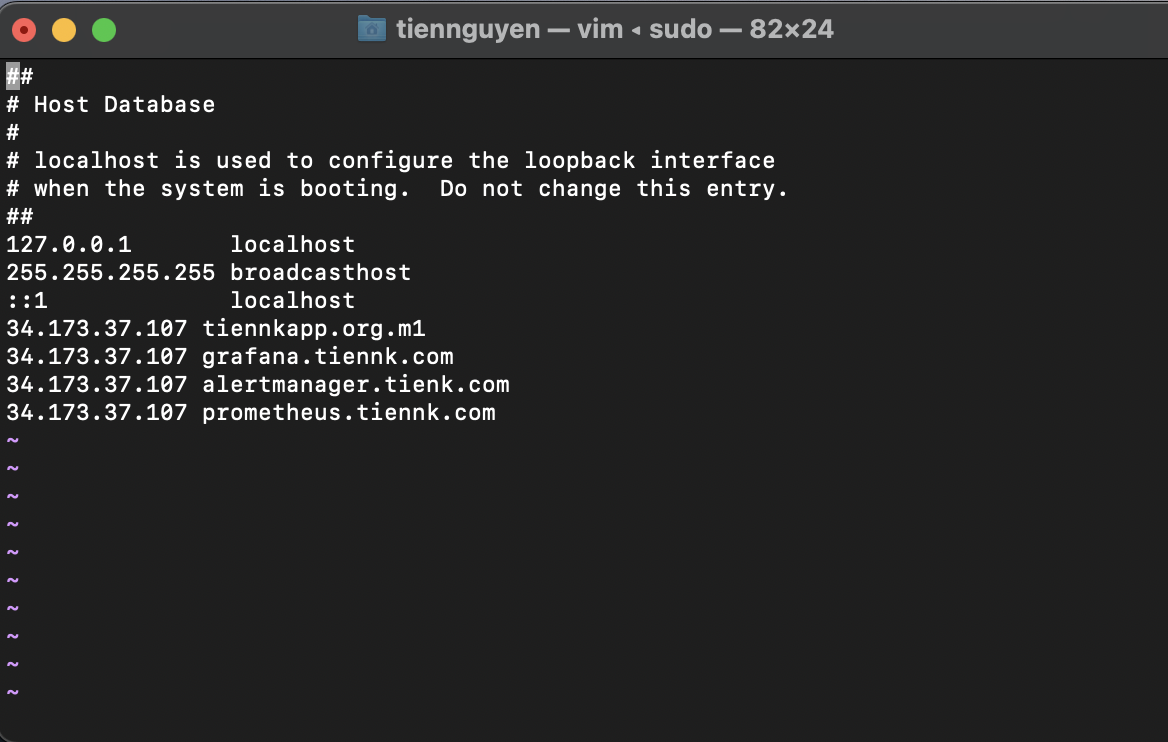 tiennguyen — vim ◂ sudo — 82×24
##
# Host Database
#
# localhost is used to configure the loopback interface
# when the system is booting.  Do not change this entry.
##
127.0.0.1       localhost
255.255.255.255 broadcasthost
::1             localhost
34.173.37.107 tiennkapp.org.m1
34.173.37.107 grafana.tiennk.com
34.173.37.107 alertmanager.tienk.com
34.173.37.107 prometheus.tiennk.com
~
~
~
~
~
~
~
~
~
~